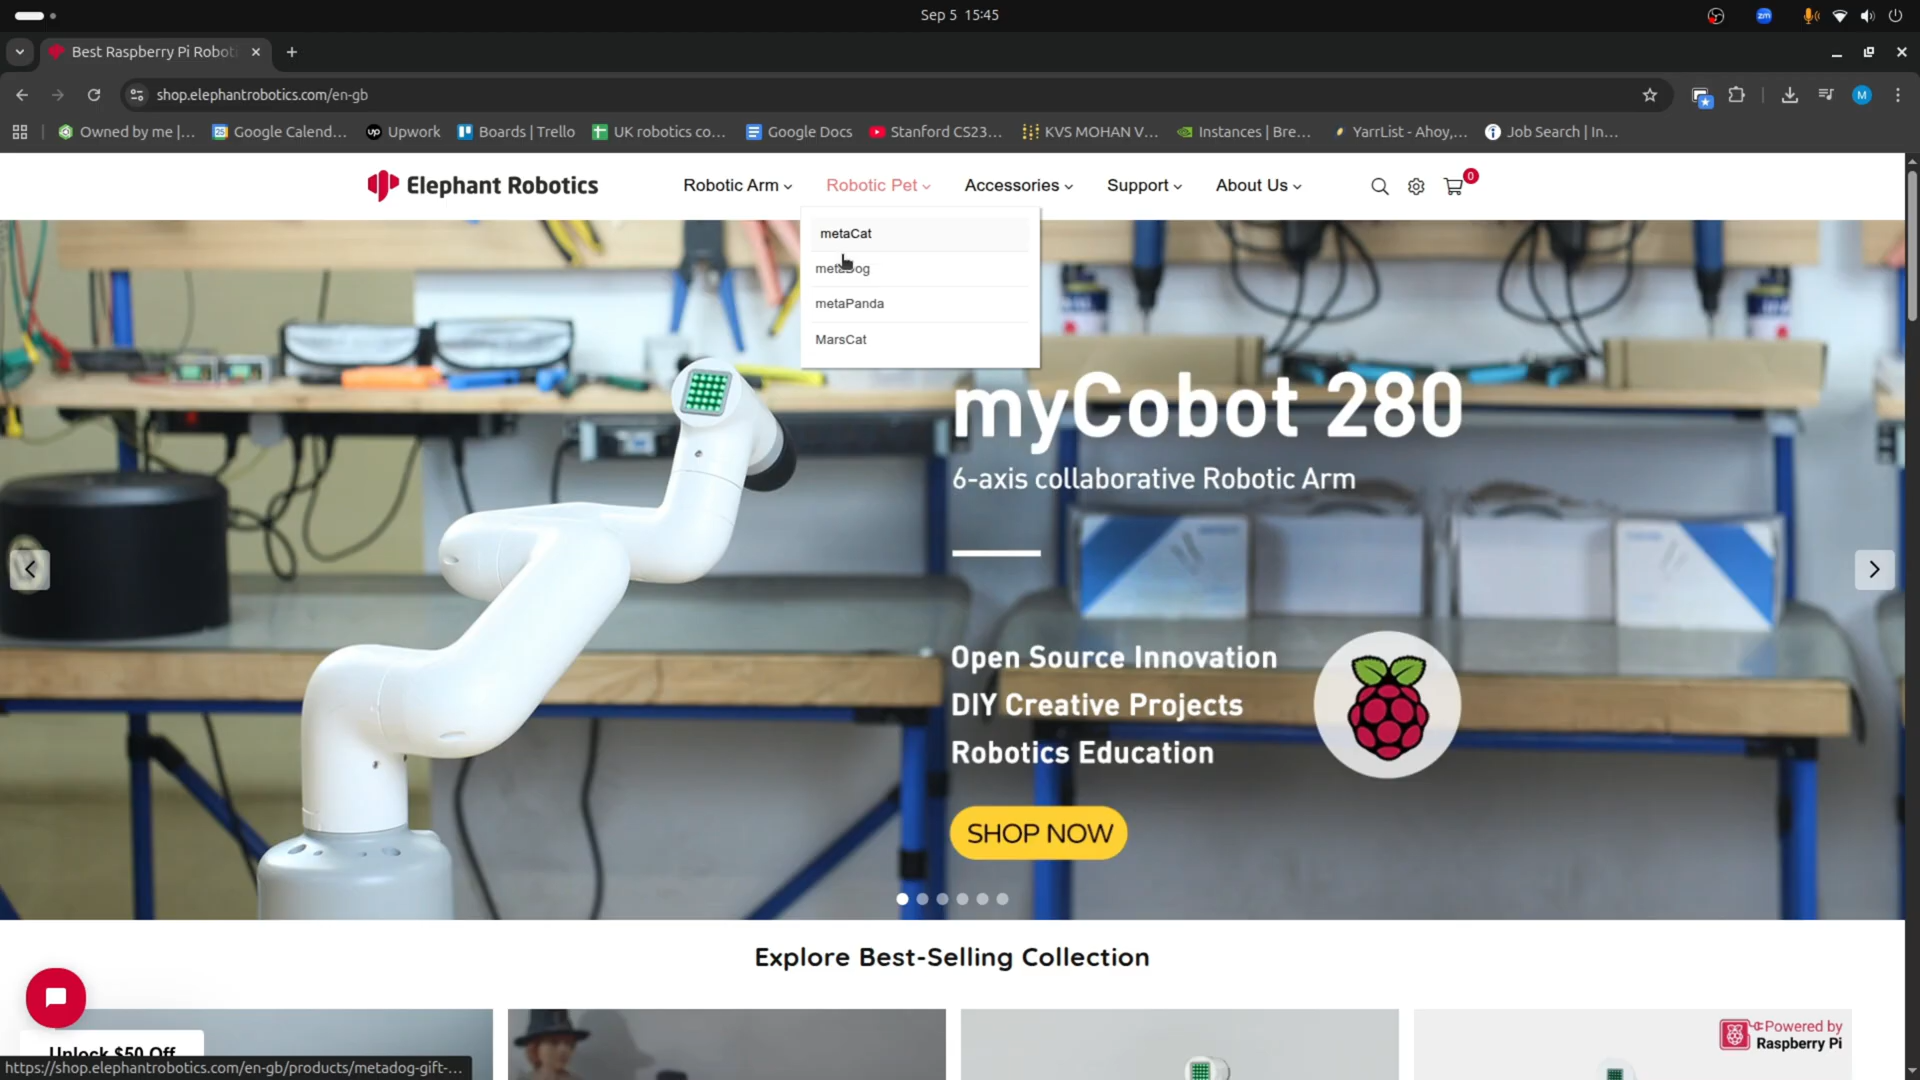 Sep 5 15:45
zm
Best Raspberry Pi Robot
shop.elephantrobotics.com/en-gb
M
Owned by me |...
Google Calend...
up Upwork
Boards | Trello
UK robotics co...
Google Docs
Stanford CS23...
KVS MOHAN V...
Instances | Bre...
YarrList - Ahoy,...
Job Search | In...
Elephant Robotics
Robotic Arm
Robotic Pet
Accessories
Support
About Us
0
metaCat
metaDog
metaPanda
MarsCat
myCobot 280
6-axis collaborative Robotic Arm
Open Source Innovation
DIY Creative Projects
Robotics Education
SHOP NOW
Explore Best-Selling Collection
Powered by
Raspberry Pi
Unlock $50 Off
https://shop.elephantrobotics.com/en-gb/products/metadog-gift-...